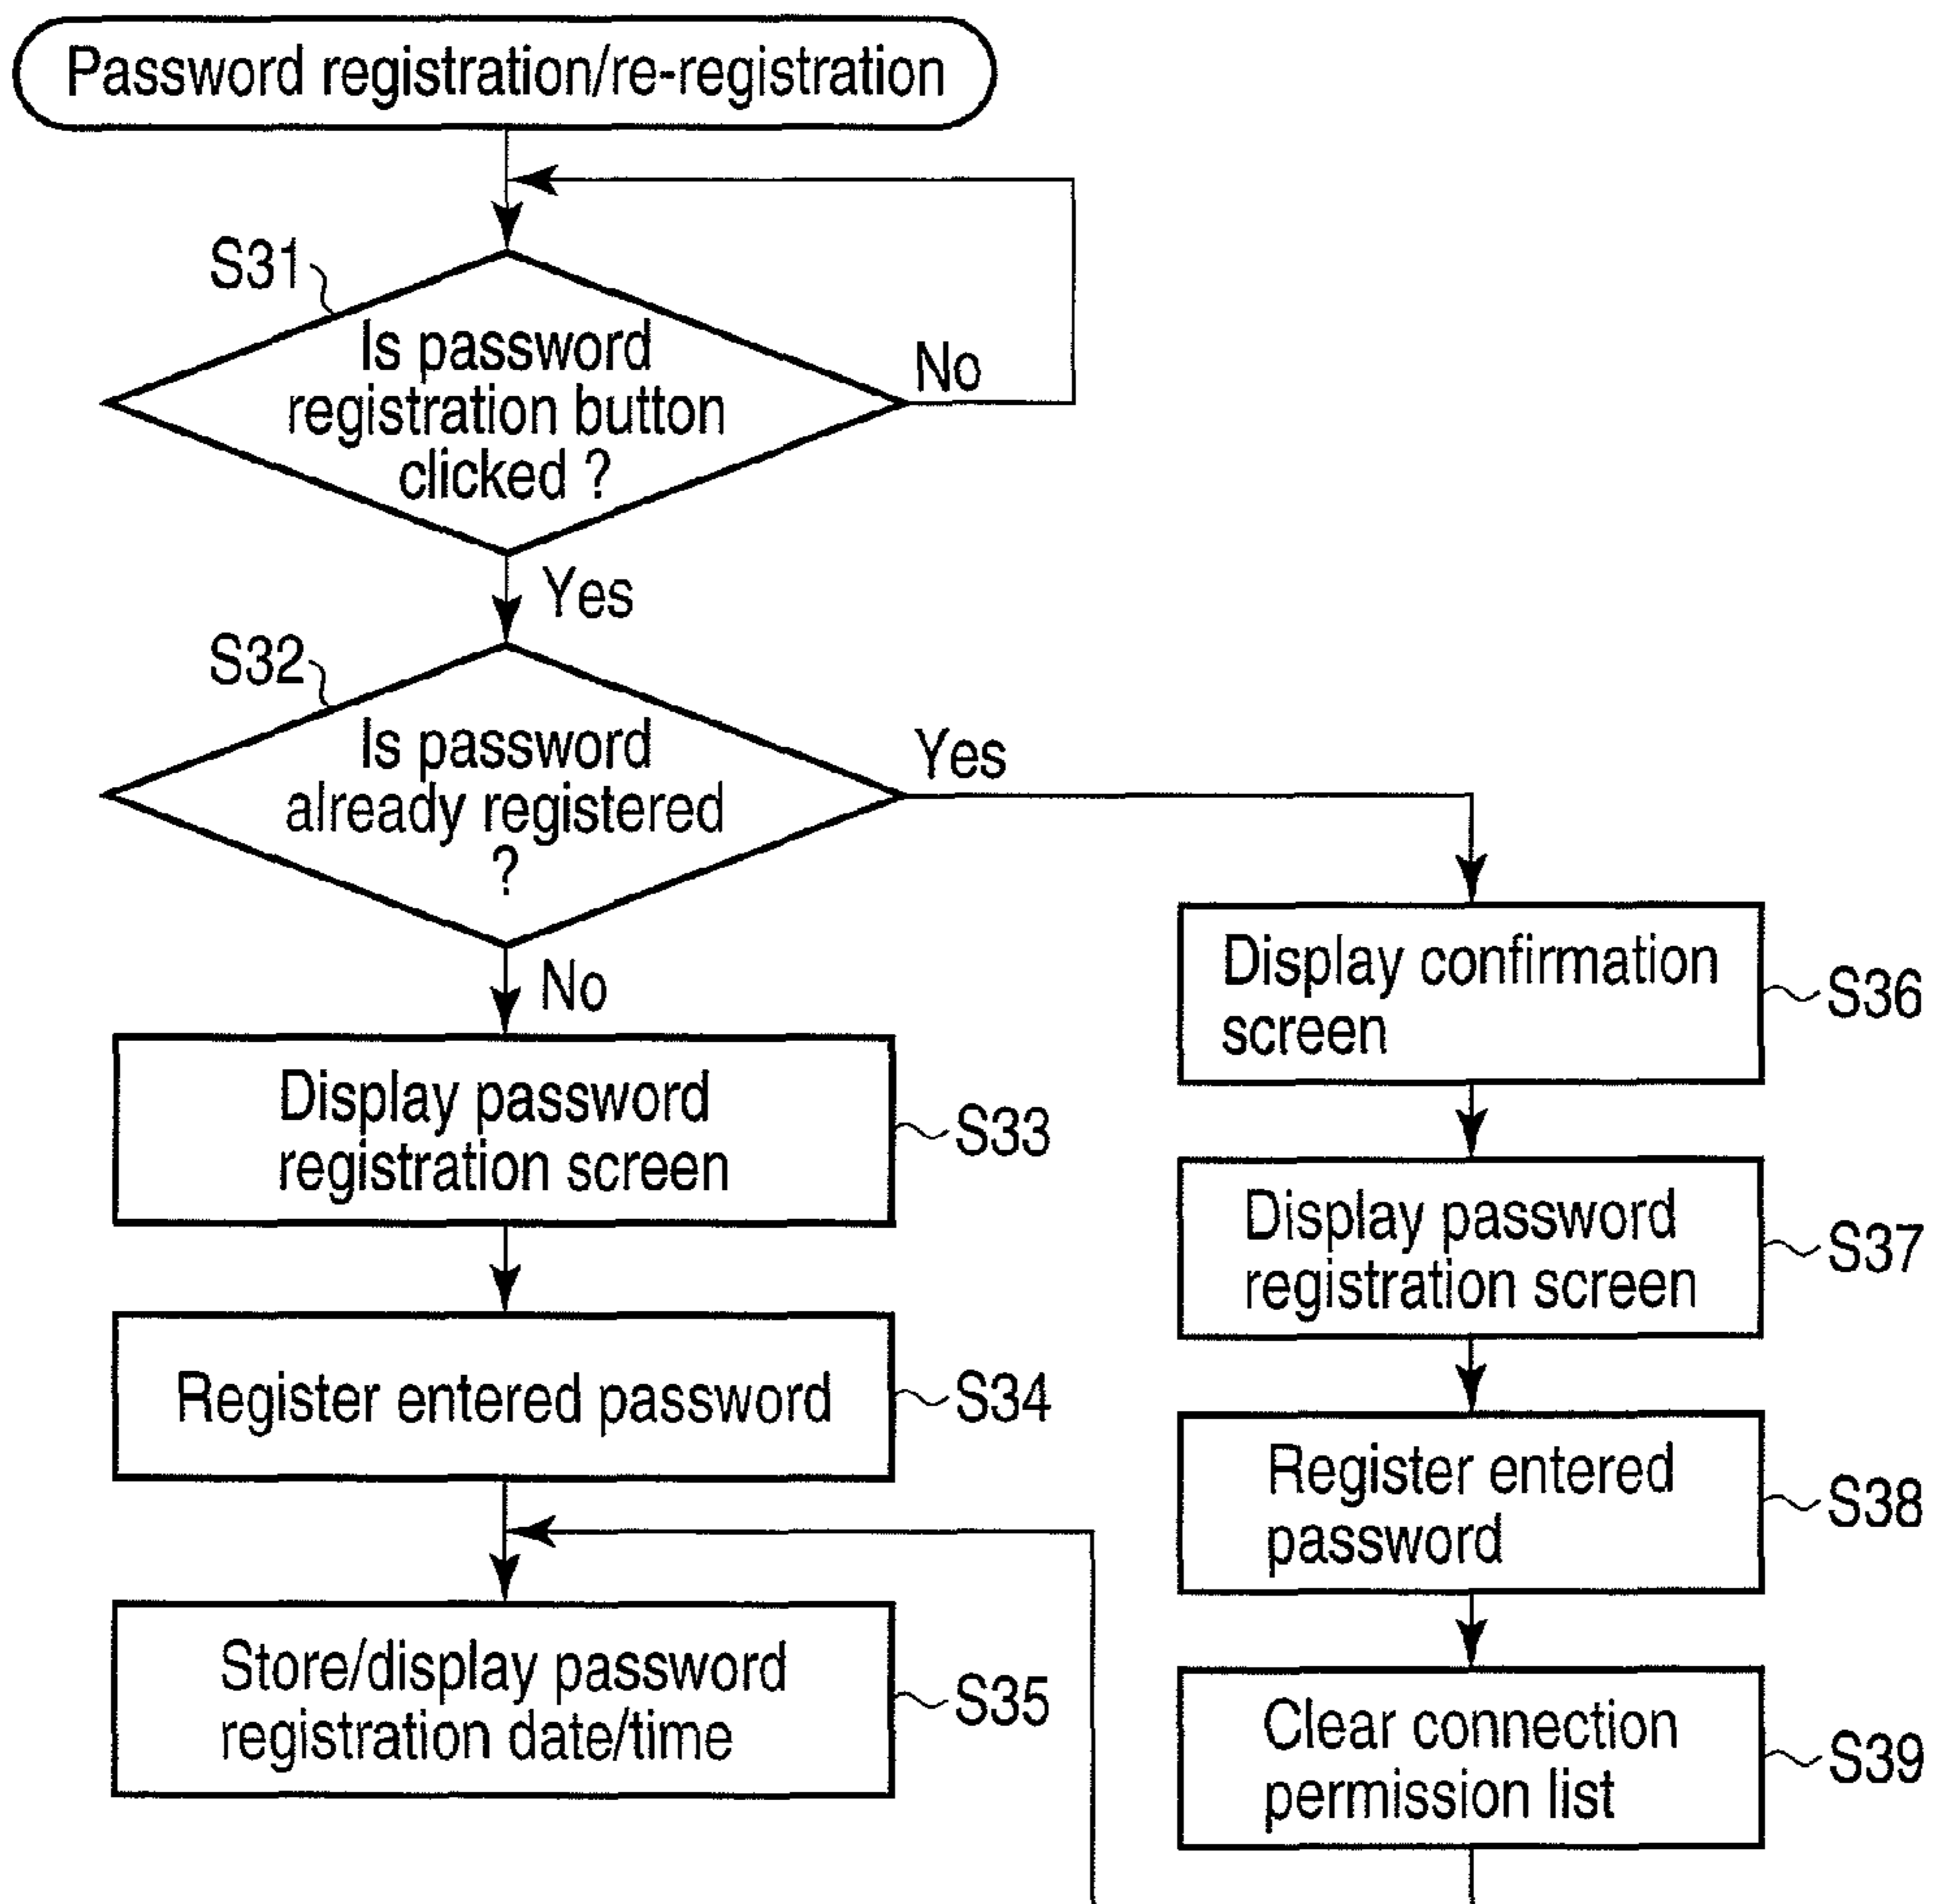 Password registration/re-registration
S31
Is password
registration button
clicked ?
No
Yes
S32
Is password
already registered
?
Yes
No
Display password
registration screen
S33
Register entered password
S34
Store/display password
registration date/time
S35
Display confirmation
screen
S36
Display password
registration screen
S37
Register entered
password
S38
Clear connection
permission list
S39